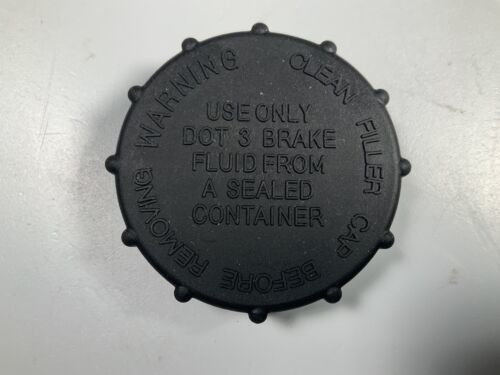 WARNING CLEAN FILLER CAP BEFORE REMOVING
USE ONLY
DOT 3 BRAKE
FLUID FROM
A SEALED
CONTAINER